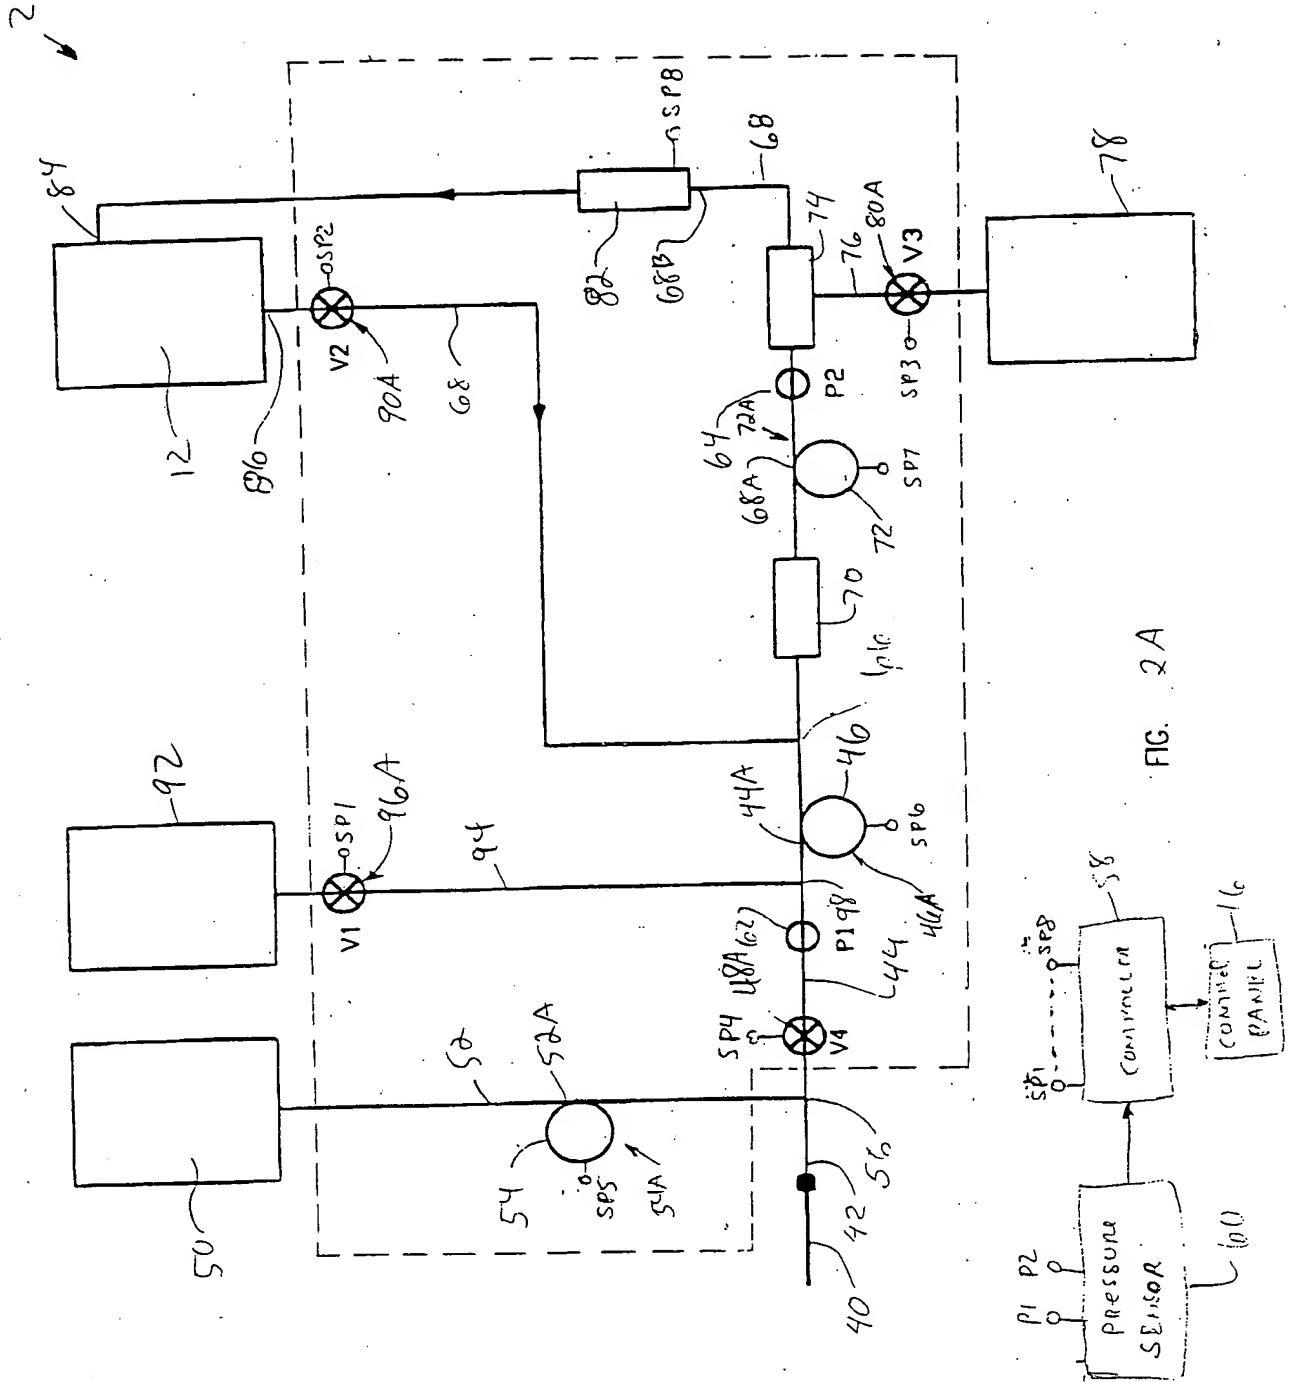 2
50
52
52A
54
SP5
54A
92
SP1
V1
96A
94
12
84
86
SP2
V2
90A
68
SP8
82
68B
68
40
42
56
SP4
V4
48A
62
44
P1
98
44A
46
46A
SP6
66
70
68A
72A
72
SP7
64
P2
74
76
80A
V3
SP3
78
P1
P2
PRESSURE
SENSOR
60
SP1
SP8
CONTROLLER
58
CONTROL
PANEL
16
FIG. 2A